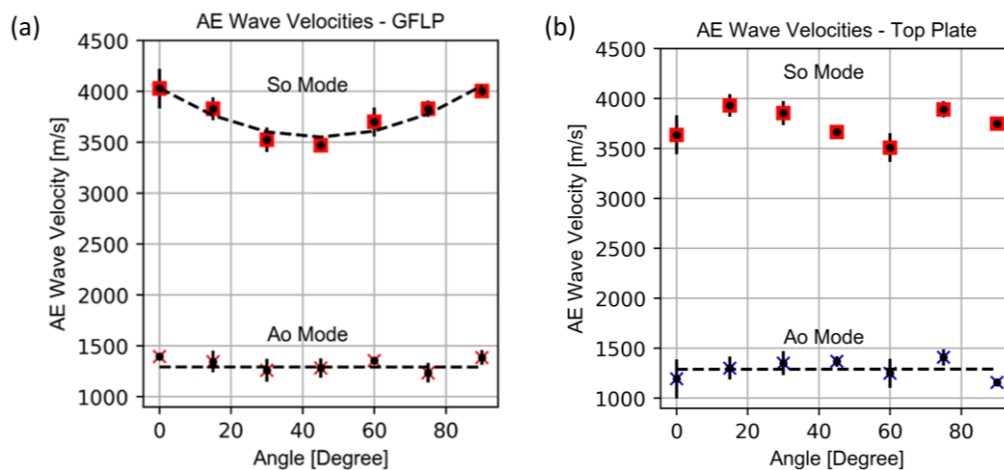 (a)
AE Wave Velocities - GFLP
AE Wave Velocity [m/s]
4500
4000
3500
3000
2500
2000
1500
1000
So Mode
Ao Mode
0
20
40
60
80
Angle [Degree]
(b)
AE Wave Velocities - Top Plate
AE Wave Velocity [m/s]
4500
4000
3500
3000
2500
2000
1500
1000
So Mode
Ao Mode
0
20
40
60
80
Angle [Degree]